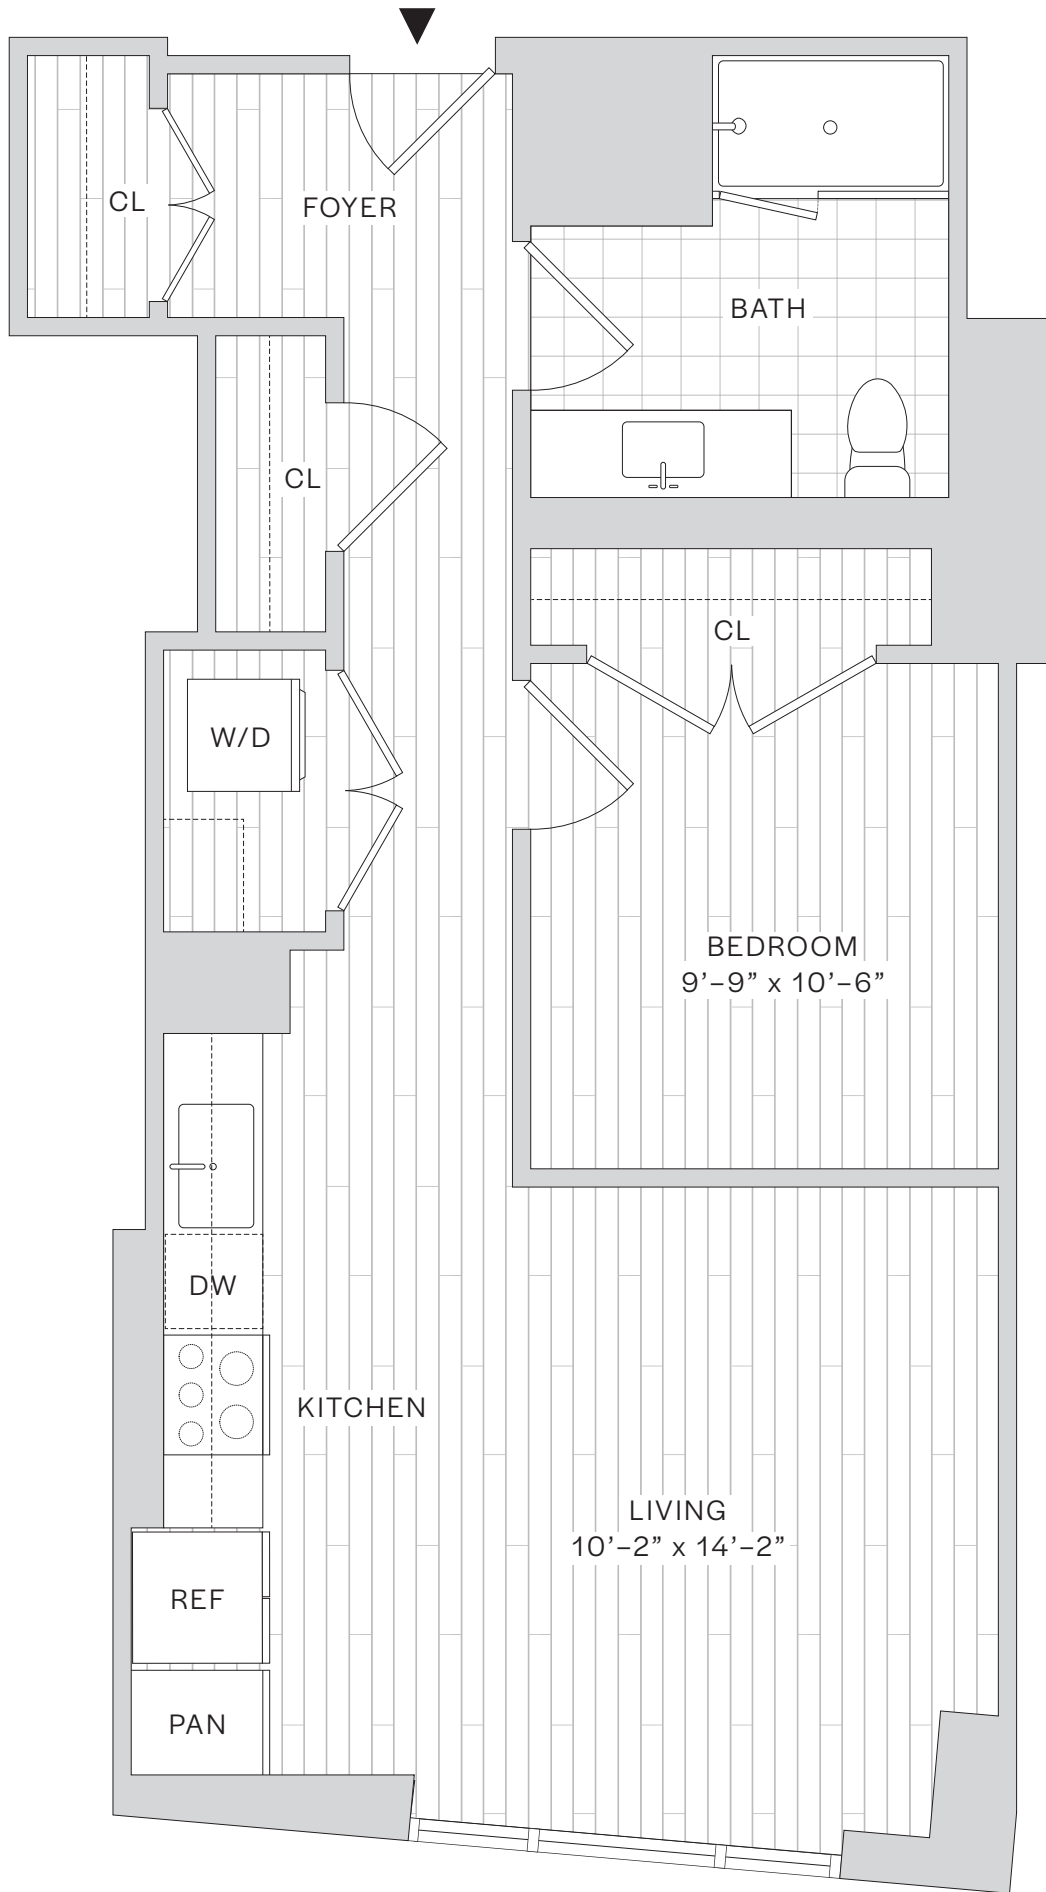 CL
FOYER
BATH
CL
CL
W/D
BEDROOM
9’–9” x 10’–6”
DW
KITCHEN
LIVING
10’–2” x 14’–2”
REF
PAN